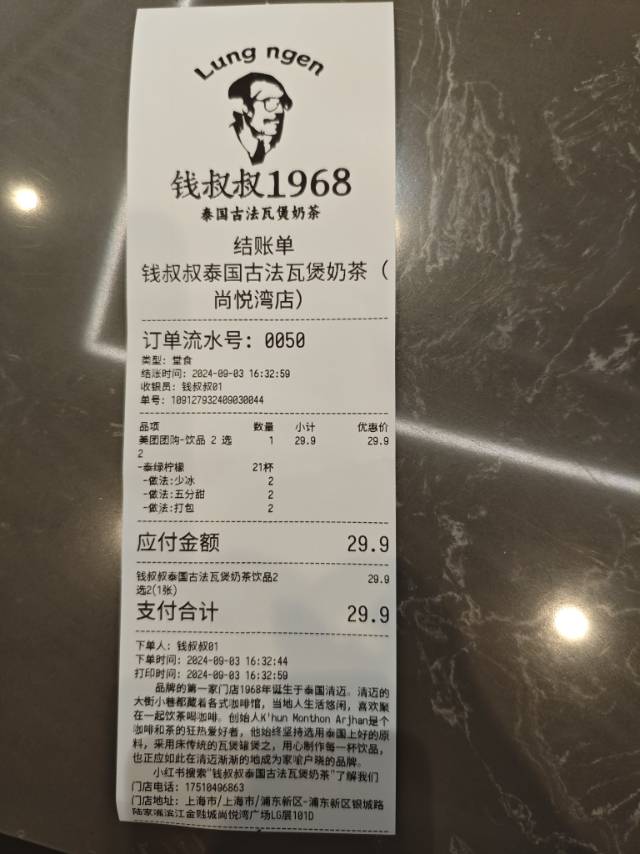 Lung ngen
钱叔叔1968
泰国古法瓦煲奶茶
结账单
钱叔叔泰国古法瓦煲奶茶（
尚悦湾店）
订单流水号: 0050
类型: 堂食
结账时间: 2024-09-03 16:32:59
收银员: 钱叔叔01
单号: 109127932409030044
品项 数量 小计 优惠价
美团团购-饮品 2 选 1 29.9 29.9
2
-泰绿柠檬 21杯
-做法:少冰 2
-做法:五分甜 2
-做法:打包 2
应付金额 29.9
钱叔叔泰国古法瓦煲奶茶饮品2 29.9
选2(1张)
支付合计 29.9
下单人: 钱叔叔01
下单时间: 2024-09-03 16:32:44
打印时间: 2024-09-03 16:32:59
品牌的第一家门店1968年诞生于泰国清迈。清迈的
大街小巷都藏着各式咖啡馆，当地人生活悠闲，喜欢聚
在一起饮茶喝咖啡。创始人K'hun Monthon Arjhan是个
咖啡和茶的狂热爱好者，他始终坚持选用泰国上好的原
料，采用床传统的瓦煲罐煲之，用心制作每一杯饮品，
也正应如此在清迈渐渐的地成为家喻户晓的品牌。
小红书搜索"钱叔叔泰国古法瓦煲奶茶"了解我们
门店电话: 17510496863
门店地址: 上海市/上海市/浦东新区-浦东新区银城路
陆家嘴滨江金融城尚悦湾广场LG层101D